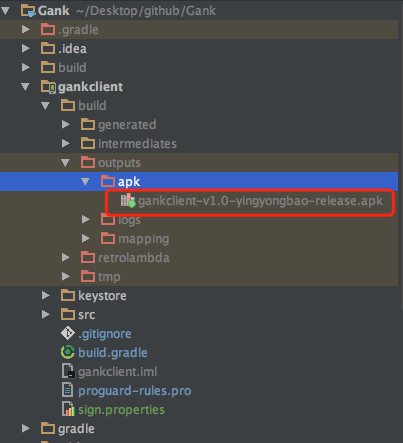 Gank ~/Desktop/github/Gank
.gradle
.idea
build
gankclient
build
generated
intermediates
outputs
apk
gankclient-v1.0-yingyongbao-release.apk
logs
mapping
retrolambda
tmp
keystore
src
.gitignore
build.gradle
gankclient.iml
proguard-rules.pro
sign.properties
gradle